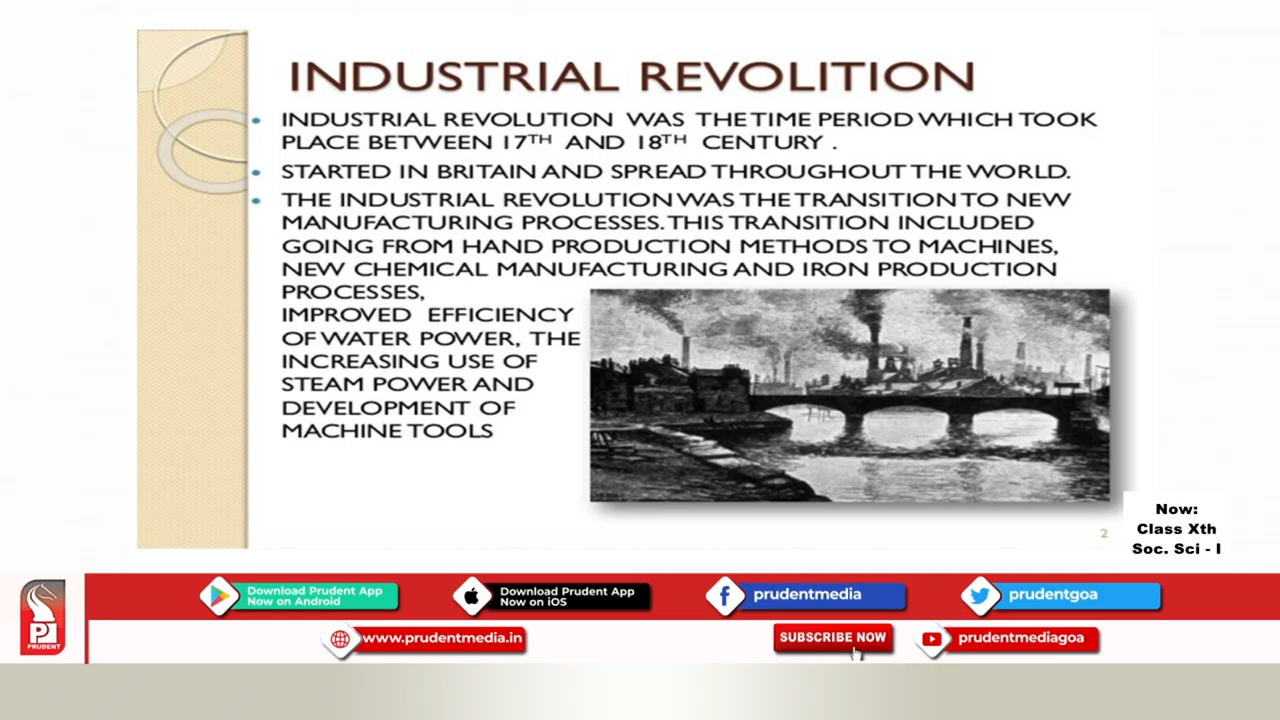 INDUSTRIAL REVOLITION
INDUSTRIAL REVOLUTION WAS THE TIME PERIOD WHICH TOOK
PLACE BETWEEN 17TH AND 18TH CENTURY .
STARTED IN BRITAIN AND SPREAD THROUGHOUT THE WORLD.
THE INDUSTRIAL REVOLUTION WAS THE TRANSITION TO NEW
MANUFACTURING PROCESSES. THIS TRANSITION INCLUDED
GOING FROM HAND PRODUCTION METHODS TO MACHINES,
NEW CHEMICAL MANUFACTURING AND IRON PRODUCTION
PROCESSES,
IMPROVED EFFICIENCY
OF WATER POWER, THE
INCREASING USE OF
STEAM POWER AND
DEVELOPMENT OF
MACHINE TOOLS
2
Now:
Class Xth
Soc. Sci - I
Download Prudent App
Now on Android
Download Prudent App
Now on iOS
prudentmedia
prudentgoa
PRUDENT
www.prudentmedia.in
SUBSCRIBE NOW
prudentmediagoa